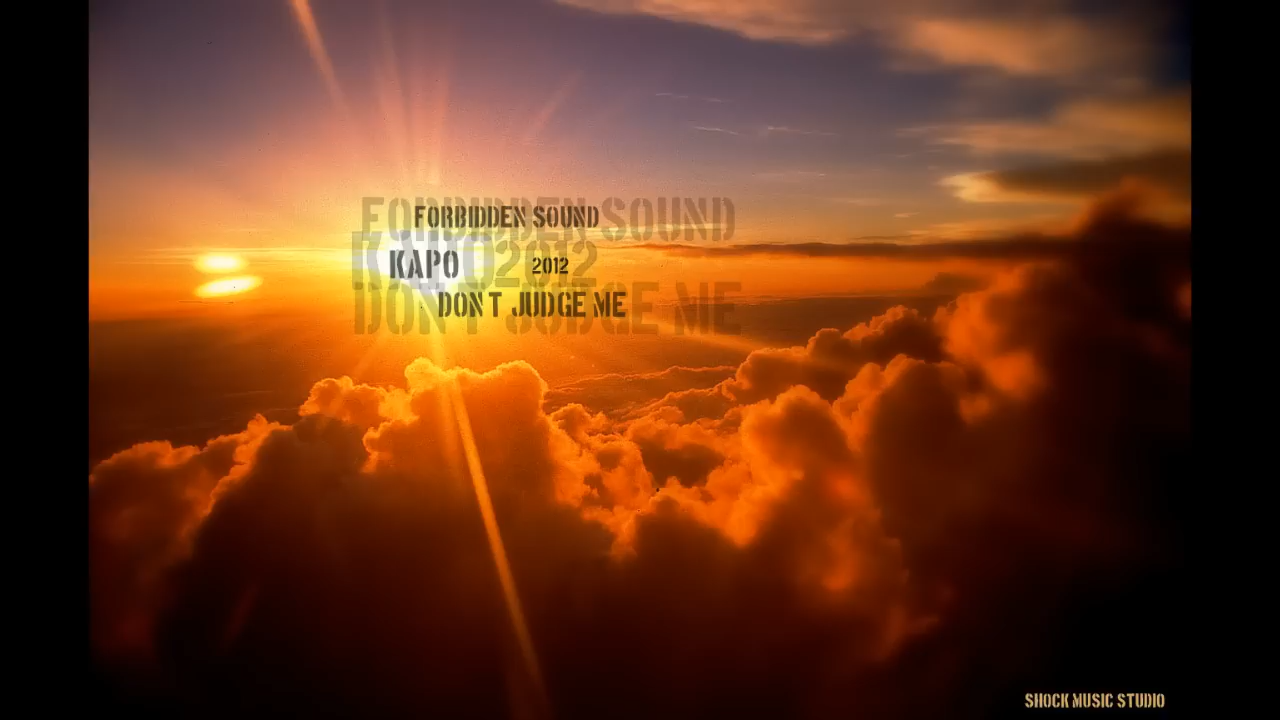 FORBIDDEN SOUND
KAPO 2012
DON'T JUDGE ME
SHOCK MUSIC STUDIO